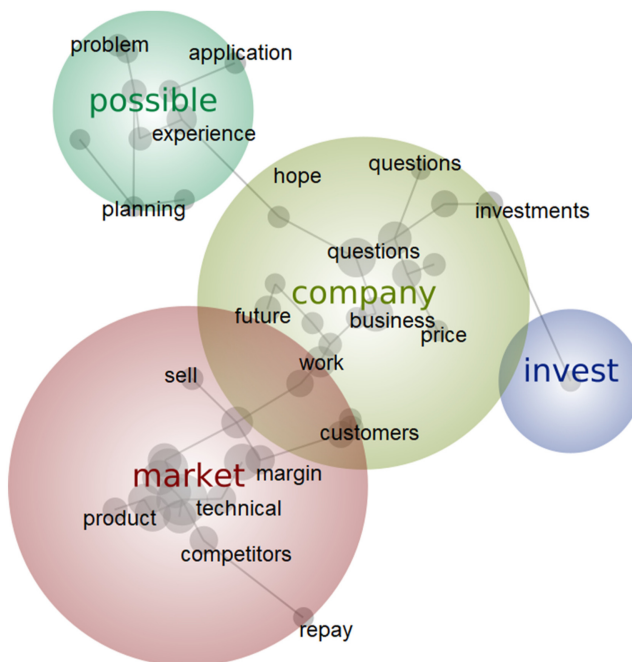 problem
application
possible
experience
planning
hope
questions
investments
questions
company
future
business
price
work
invest
sell
customers
market
margin
product
technical
competitors
repay